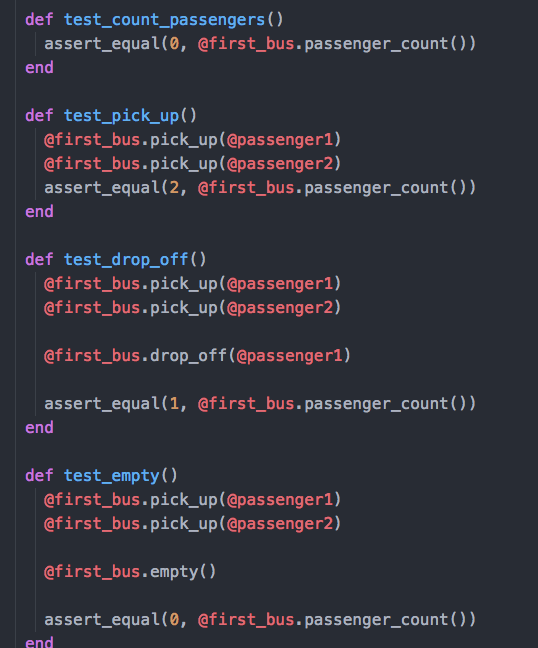 def test_count_passengers()
  assert_equal(0, @first_bus.passenger_count())
end

def test_pick_up()
  @first_bus.pick_up(@passenger1)
  @first_bus.pick_up(@passenger2)
  assert_equal(2, @first_bus.passenger_count())
end

def test_drop_off()
  @first_bus.pick_up(@passenger1)
  @first_bus.pick_up(@passenger2)

  @first_bus.drop_off(@passenger1)

  assert_equal(1, @first_bus.passenger_count())
end

def test_empty()
  @first_bus.pick_up(@passenger1)
  @first_bus.pick_up(@passenger2)

  @first_bus.empty()

  assert_equal(0, @first_bus.passenger_count())
end